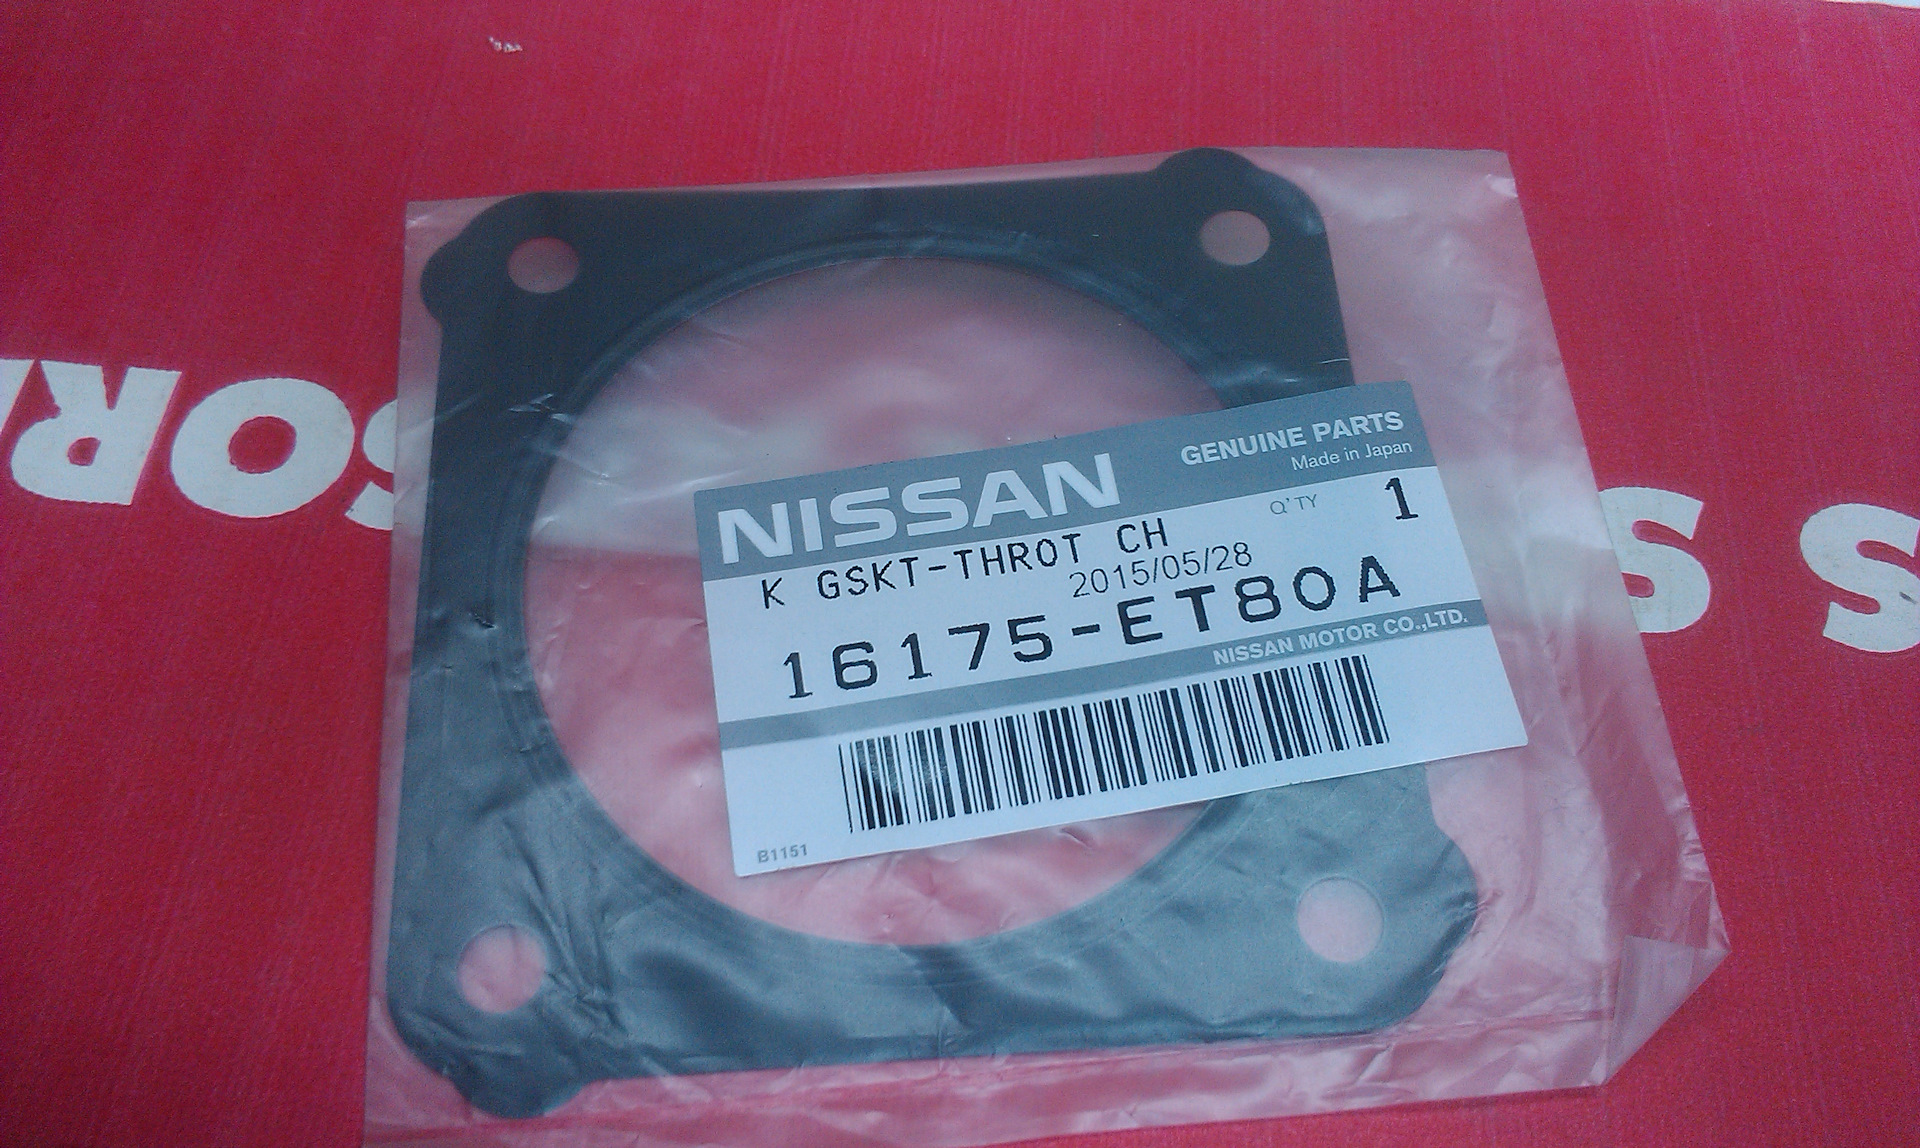 NISSAN
GENUINE PARTS
Made in Japan
Q'TY 1
K GSKT-THROT CH
2015/05/28
16175-ET80A
NISSAN MOTOR CO.,LTD.
B1151